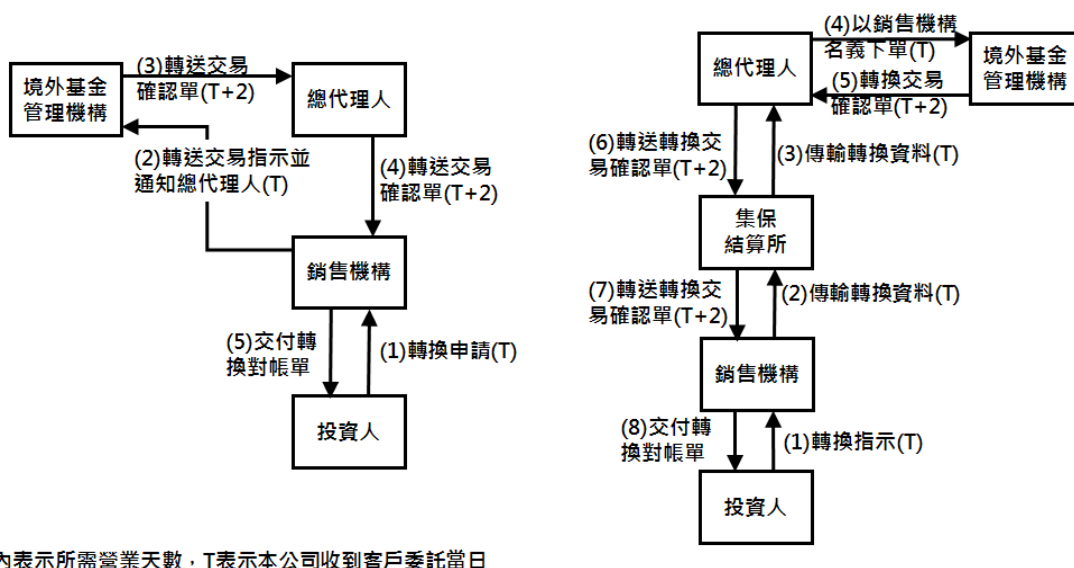 (3)轉送交易
確認單(T+2)
境外基金
管理機構
總代理人
(2)轉送交易指示並
通知總代理人(T)
(4)轉送交易
確認單(T+2)
銷售機構
(5)交付轉
換對帳單
(1)轉換申請(T)
投資人
(4)以銷售機構
名義下單(T)
總代理人
境外基金
管理機構
(5)轉換交易
確認單(T+2)
(6)轉送轉換交
易確認單(T+2)
(3)傳輸轉換資料(T)
集保
結算所
(7)轉送轉換交
易確認單(T+2)
(2)傳輸轉換資料(T)
銷售機構
(8)交付轉
換對帳單
(1)轉換指示(T)
投資人
內表示所需營業天數，T表示本公司收到客戶委託當日